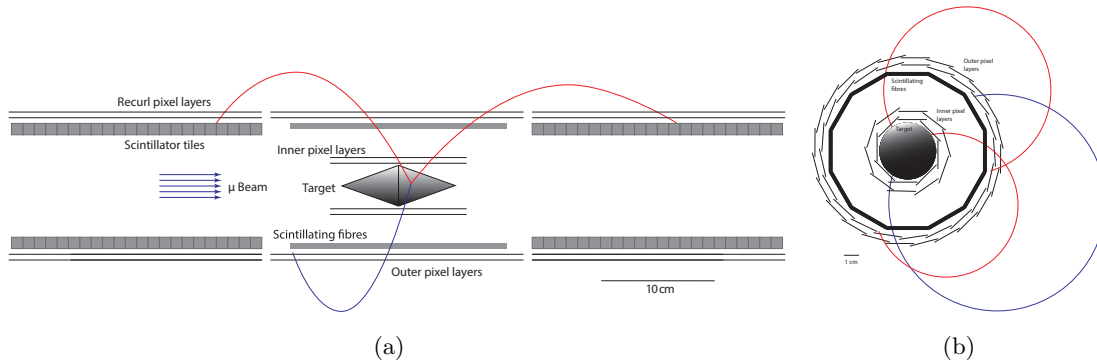 Recurl pixel layers
Scintillator tiles
Inner pixel layers
μ Beam
Target
Scintillating fibres
Outer pixel layers
10 cm
(a)
Outer pixel
layers
Scintillating
fibres
Inner pixel
layers
Target
1 cm
(b)